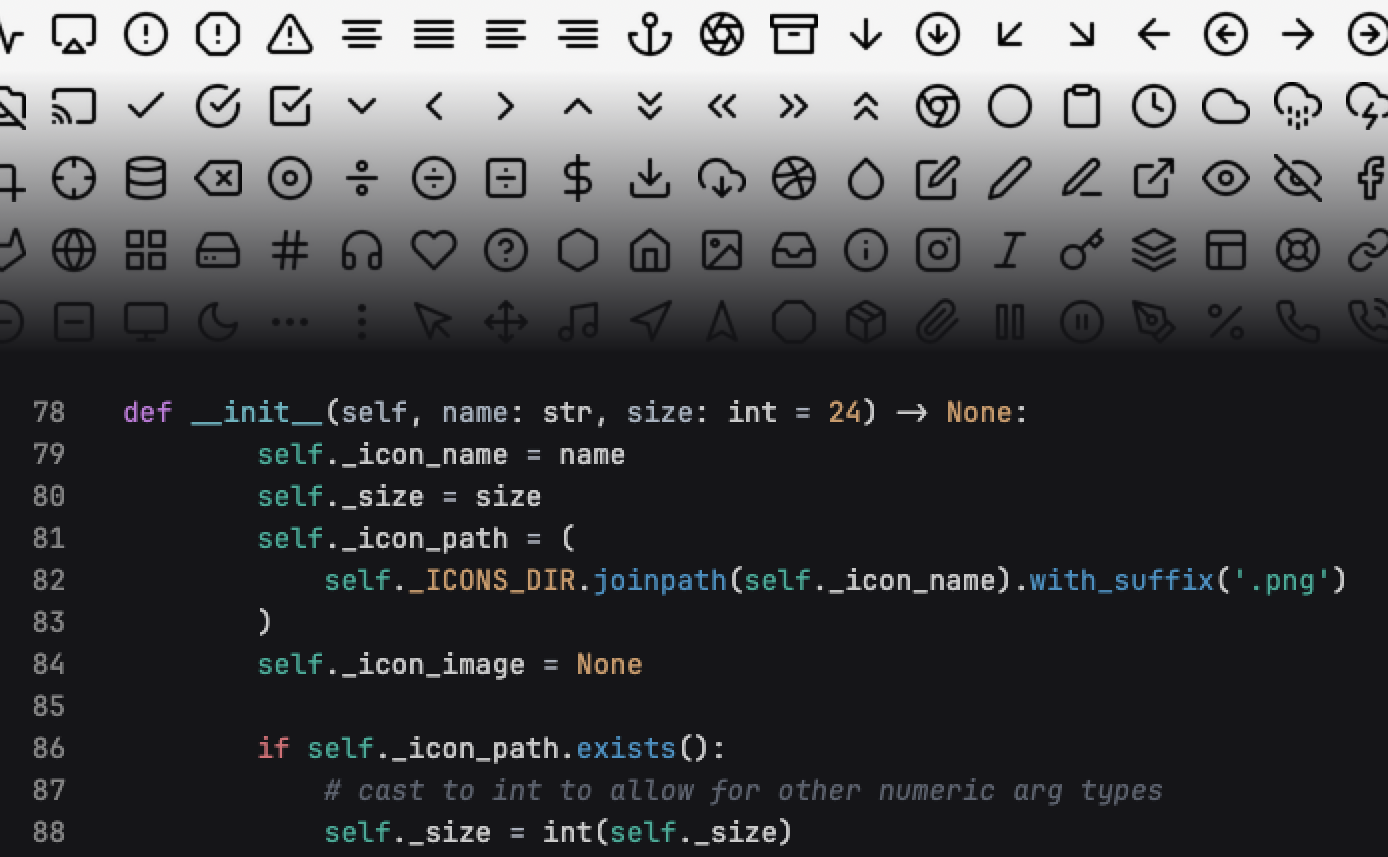 78 def __init__(self, name: str, size: int = 24) -> None:
79 self._icon_name = name
80 self._size = size
81 self._icon_path = (
82 self._ICONS_DIR.joinpath(self._icon_name).with_suffix('.png')
83 )
84 self._icon_image = None
85
86 if self._icon_path.exists():
87 # cast to int to allow for other numeric arg types
88 self._size = int(self._size)